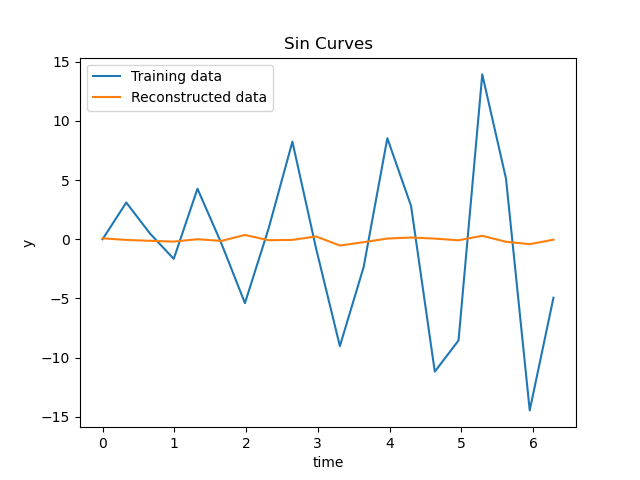 Sin Curves
Training data
Reconstructed data
15
10
5
0
−5
−10
−15
y
0 1 2 3 4 5 6
time